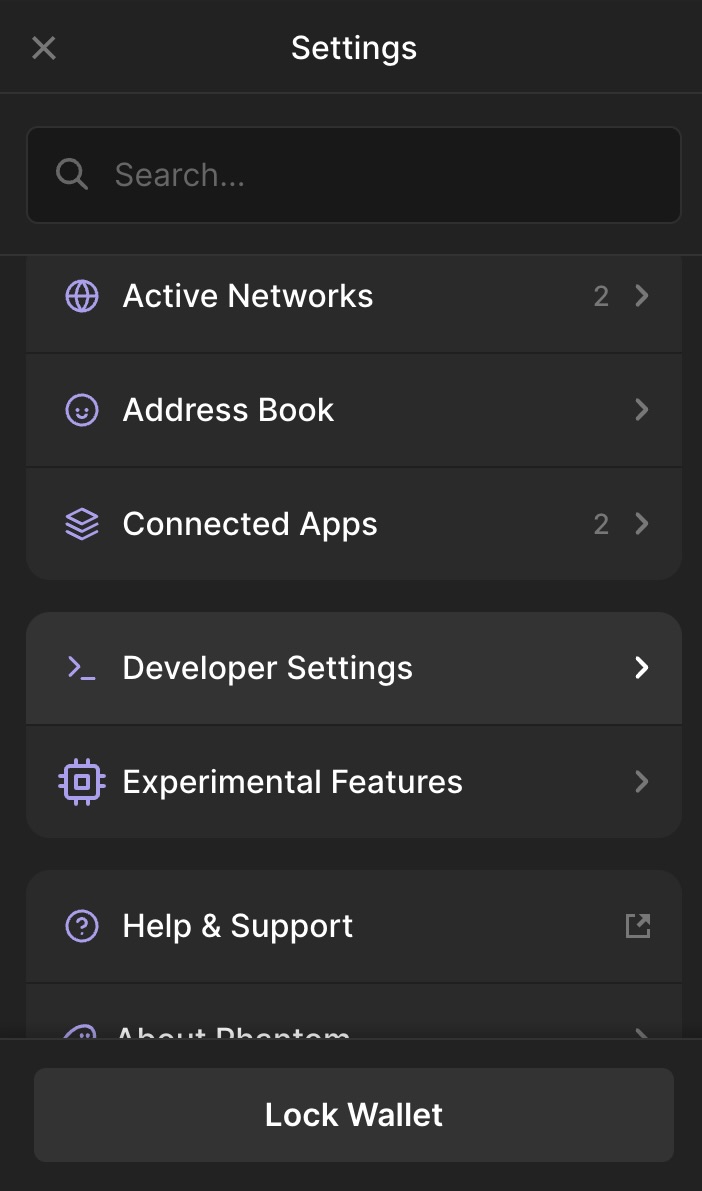 Settings
Search...
Active Networks 2
Address Book
Connected Apps 2
Developer Settings
Experimental Features
Help & Support
About Phantom
Lock Wallet